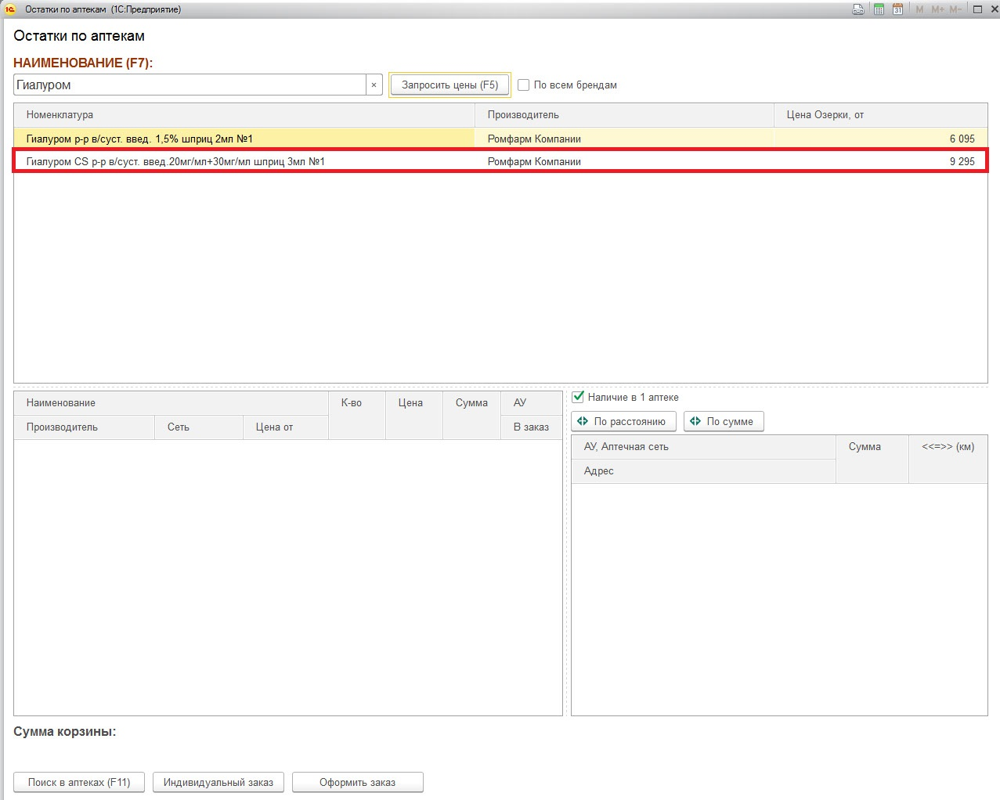 Остатки по аптекам (1С:Предприятие)
31 M M+ M-
Остатки по аптекам
НАИМЕНОВАНИЕ (F7):
Гиалуром × Запросить цены (F5) По всем брендам
Номенклатура Производитель Цена Озерки, от
Гиалуром р-р в/суст. введ. 1,5% шприц 2мл №1 Ромфарм Компании 6 095
Гиалуром CS р-р в/суст. введ.20мг/мл+30мг/мл шприц 3мл №1 Ромфарм Компании 9 295
Наименование К-во Цена Сумма АУ
Производитель Сеть Цена от В заказ
Наличие в 1 аптеке
По расстоянию По сумме
АУ, Аптечная сеть Сумма <<=>> (км)
Адрес
Сумма корзины:
Поиск в аптеках (F11) Индивидуальный заказ Оформить заказ